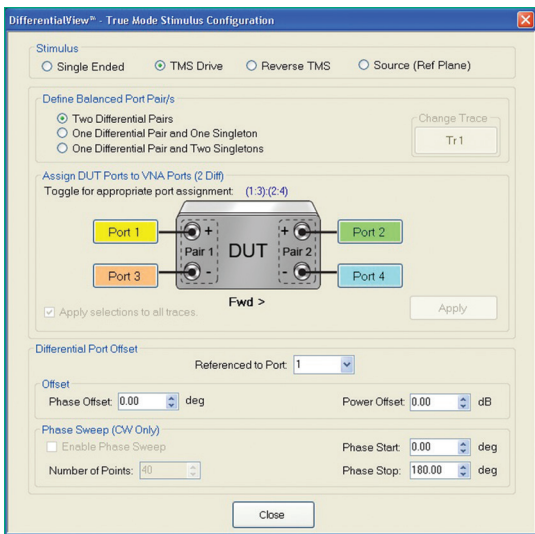 DifferentialView™ - True Mode Stimulus Configuration
Stimulus
Single Ended TMS Drive Reverse TMS Source (Ref Plane)
Define Balanced Port Pair/s
Two Differential Pairs
One Differential Pair and One Singleton
One Differential Pair and Two Singletons
Change Trace
Tr1
Assign DUT Ports to VNA Ports (2 Diff)
Toggle for appropriate port assignment: (1:3):(2:4)
Port 1 + + Port 2
Pair 1 DUT Pair 2
Port 3 - - Port 4
Fwd >
Apply selections to all traces. Apply
Differential Port Offset
Referenced to Port: 1
Offset
Phase Offset: 0.00 deg Power Offset: 0.00 dB
Phase Sweep (CW Only)
Enable Phase Sweep Phase Start: 0.00 deg
Number of Points: 40 Phase Stop: 180.00 deg
Close